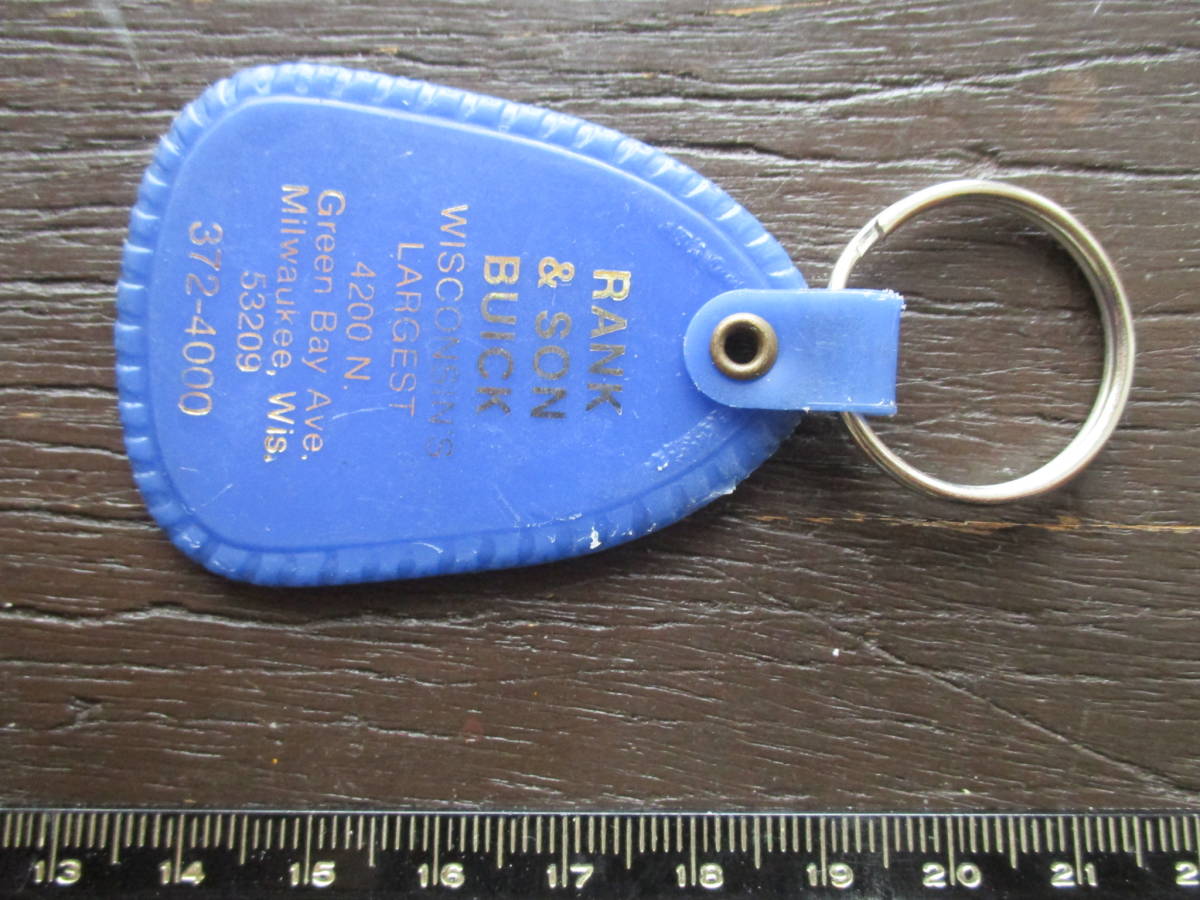 RANK
& SON
BUICK
WISCONSIN'S
LARGEST
4200 N.
Green Bay Ave.
Milwaukee, Wis.
53209
372-4000
13 14 15 16 17 18 19 20 21 2